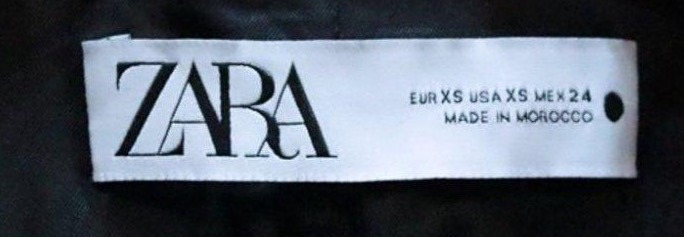 ZARA
EUR XS USA XS MEX 24
MADE IN MOROCCO